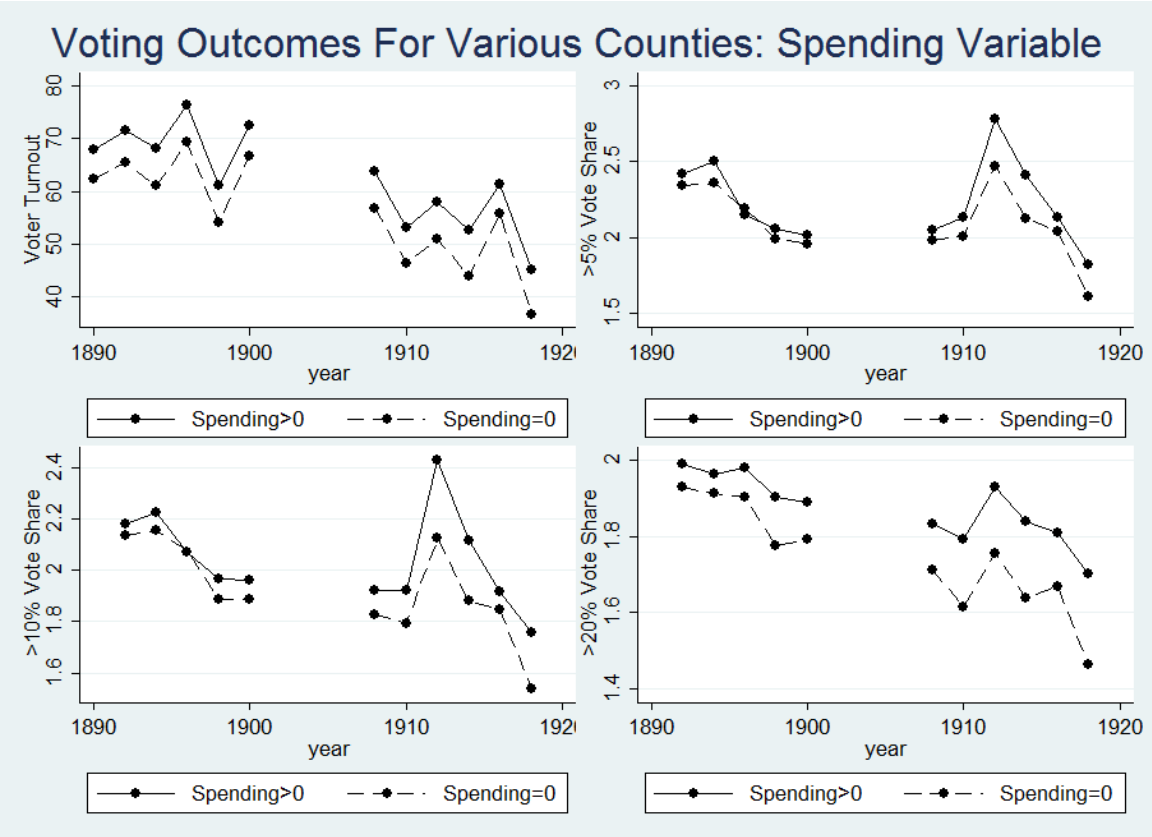 Voting Outcomes For Various Counties: Spending Variable
Voter Turnout
80
70
60
50
40
1890 1900 1910 192
year
Spending>0 Spending=0
>5% Vote Share
3
2.5
2
1.5
1890 1900 1910 1920
year
Spending>0 Spending=0
>10% Vote Share
2.4
2.2
2
1.8
1.6
1890 1900 1910 192
year
Spending>0 Spending=0
>20% Vote Share
2
1.8
1.6
1.4
1890 1900 1910 1920
year
Spending>0 Spending=0